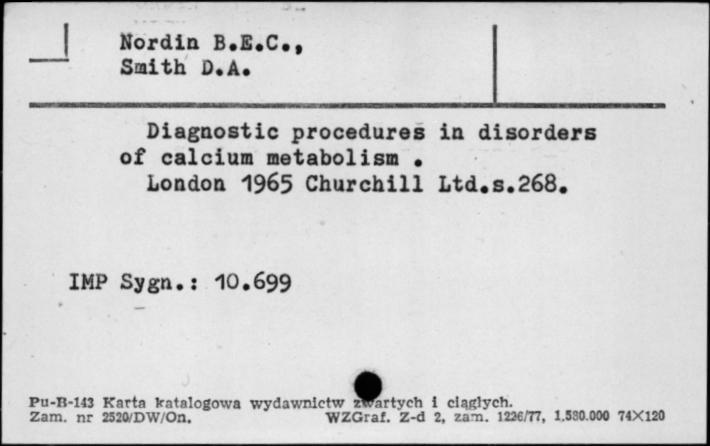 Nordin B.E.C.,
Smith D.A.
Diagnostic procedures in disorders
of calcium metabolism .
London 1965 Churchill Ltd.s.268.
IMP Sygn.: 10.699
Pu-B-143 Karta katalogowa wydawnictw zwartych i ciągłych.
Zam. nr 2520/DW/On. WZGraf. Z-d 2, zam. 1226/77, 1,580.000 74×120